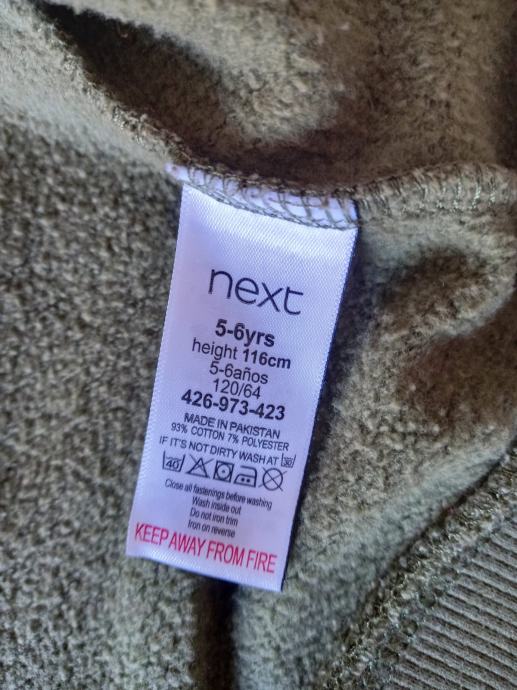 next
5-6yrs
height 116cm
5-6años
120/64
426-973-423
MADE IN PAKISTAN
93% COTTON 7% POLYESTER
IF IT'S NOT DIRTY WASH AT 30
40
Close all fastenings before washing
Wash inside out
Do not iron trim
Iron on reverse
KEEP AWAY FROM FIRE